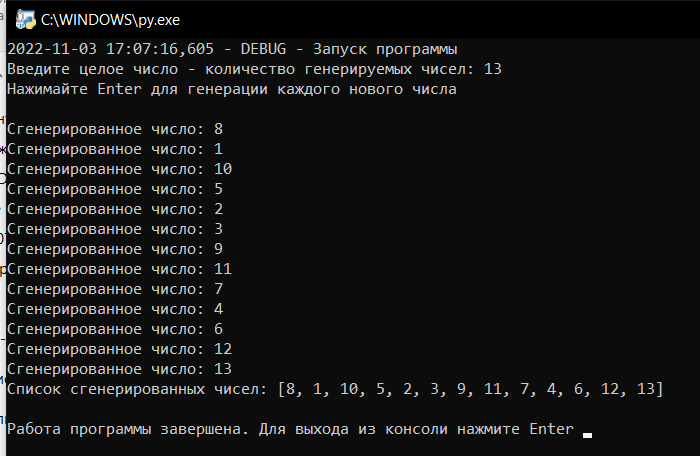 C:\WINDOWS\py.exe
2022-11-03 17:07:16,605 - DEBUG - Запуск программы
Введите целое число - количество генерируемых чисел: 13
Нажимайте Enter для генерации каждого нового числа
Сгенерированное число: 8
Сгенерированное число: 1
Сгенерированное число: 10
Сгенерированное число: 5
Сгенерированное число: 2
Сгенерированное число: 3
Сгенерированное число: 9
Сгенерированное число: 11
Сгенерированное число: 7
Сгенерированное число: 4
Сгенерированное число: 6
Сгенерированное число: 12
Сгенерированное число: 13
Список сгенерированных чисел: [8, 1, 10, 5, 2, 3, 9, 11, 7, 4, 6, 12, 13]
Работа программы завершена. Для выхода из консоли нажмите Enter